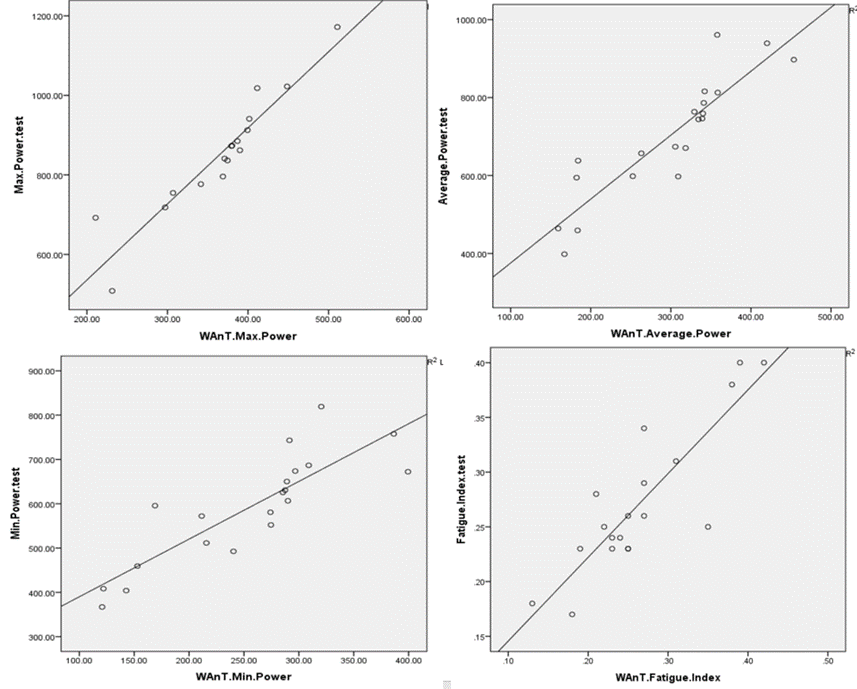 1200.00
1000.00
800.00
600.00
Max.Power.test
200.00 300.00 400.00 500.00 600.00
WAnT.Max.Power
R²
1000.00
800.00
600.00
400.00
Average.Power.test
100.00 200.00 300.00 400.00 500.00
WAnT.Average.Power
R² L
900.00
800.00
700.00
600.00
500.00
400.00
300.00
Min.Power.test
100.00 150.00 200.00 250.00 300.00 350.00 400.00
WAnT.Min.Power
R²
.40
.35
.30
.25
.20
.15
Fatigue.Index.test
.10 .20 .30 .40 .50
WAnT.Fatigue.Index